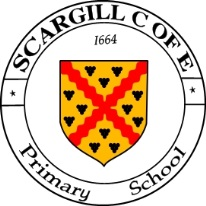 SCARGILL C OF E
1664
Primary School